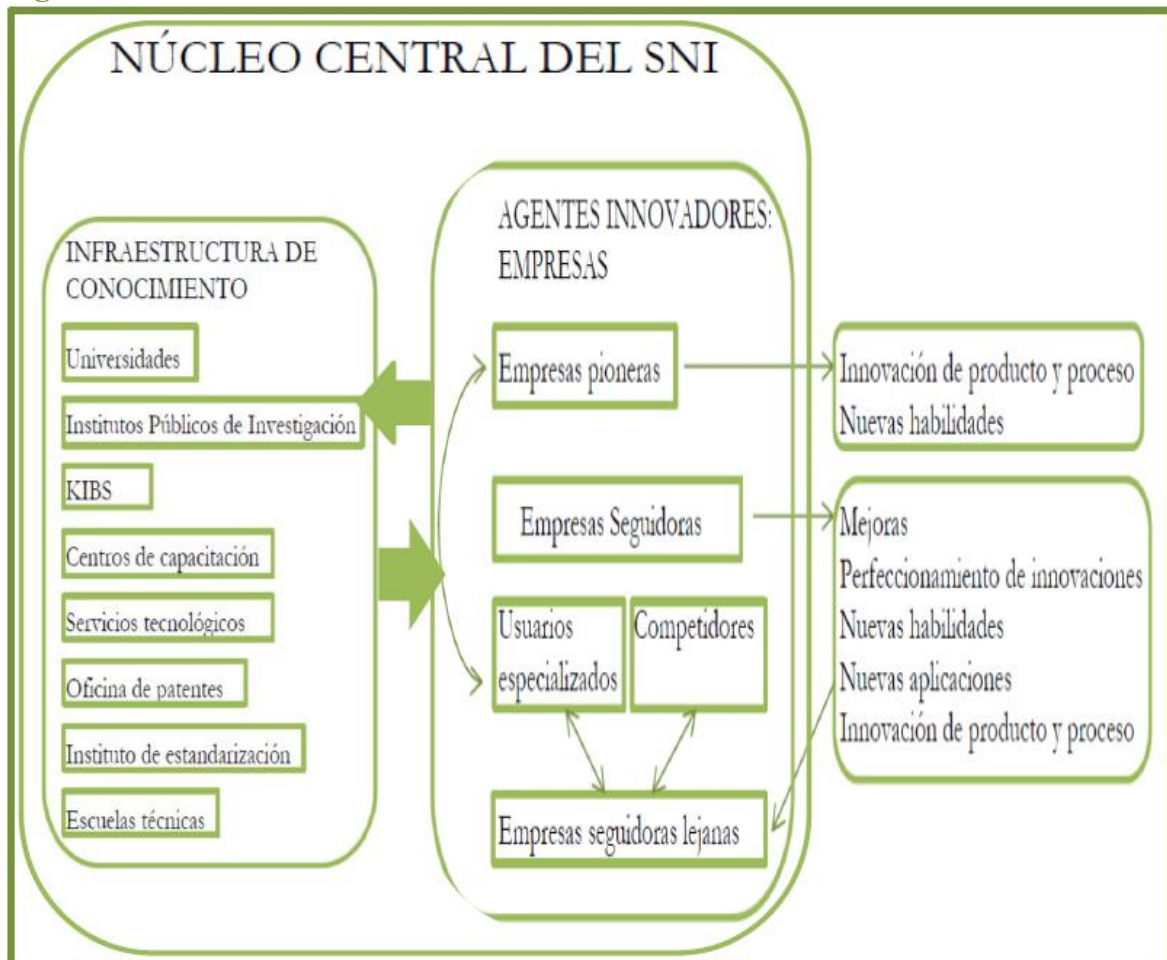 NÚCLEO CENTRAL DEL SNI
INFRAESTRUCTURA DE
CONOCIMIENTO
Universidades
Institutos Públicos de Investigación
KIBS
Centros de capacitación
Servicios tecnológicos
Oficina de patentes
Instituto de estandarización
Escuelas técnicas
AGENTES INNOVADORES:
EMPRESAS
Empresas pioneras
Empresas Seguidoras
Usuarios
especializados
Competidores
Empresas seguidoras lejanas
Innovación de producto y proceso
Nuevas habilidades
Mejoras
Perfeccionamiento de innovaciones
Nuevas habilidades
Nuevas aplicaciones
Innovación de producto y proceso